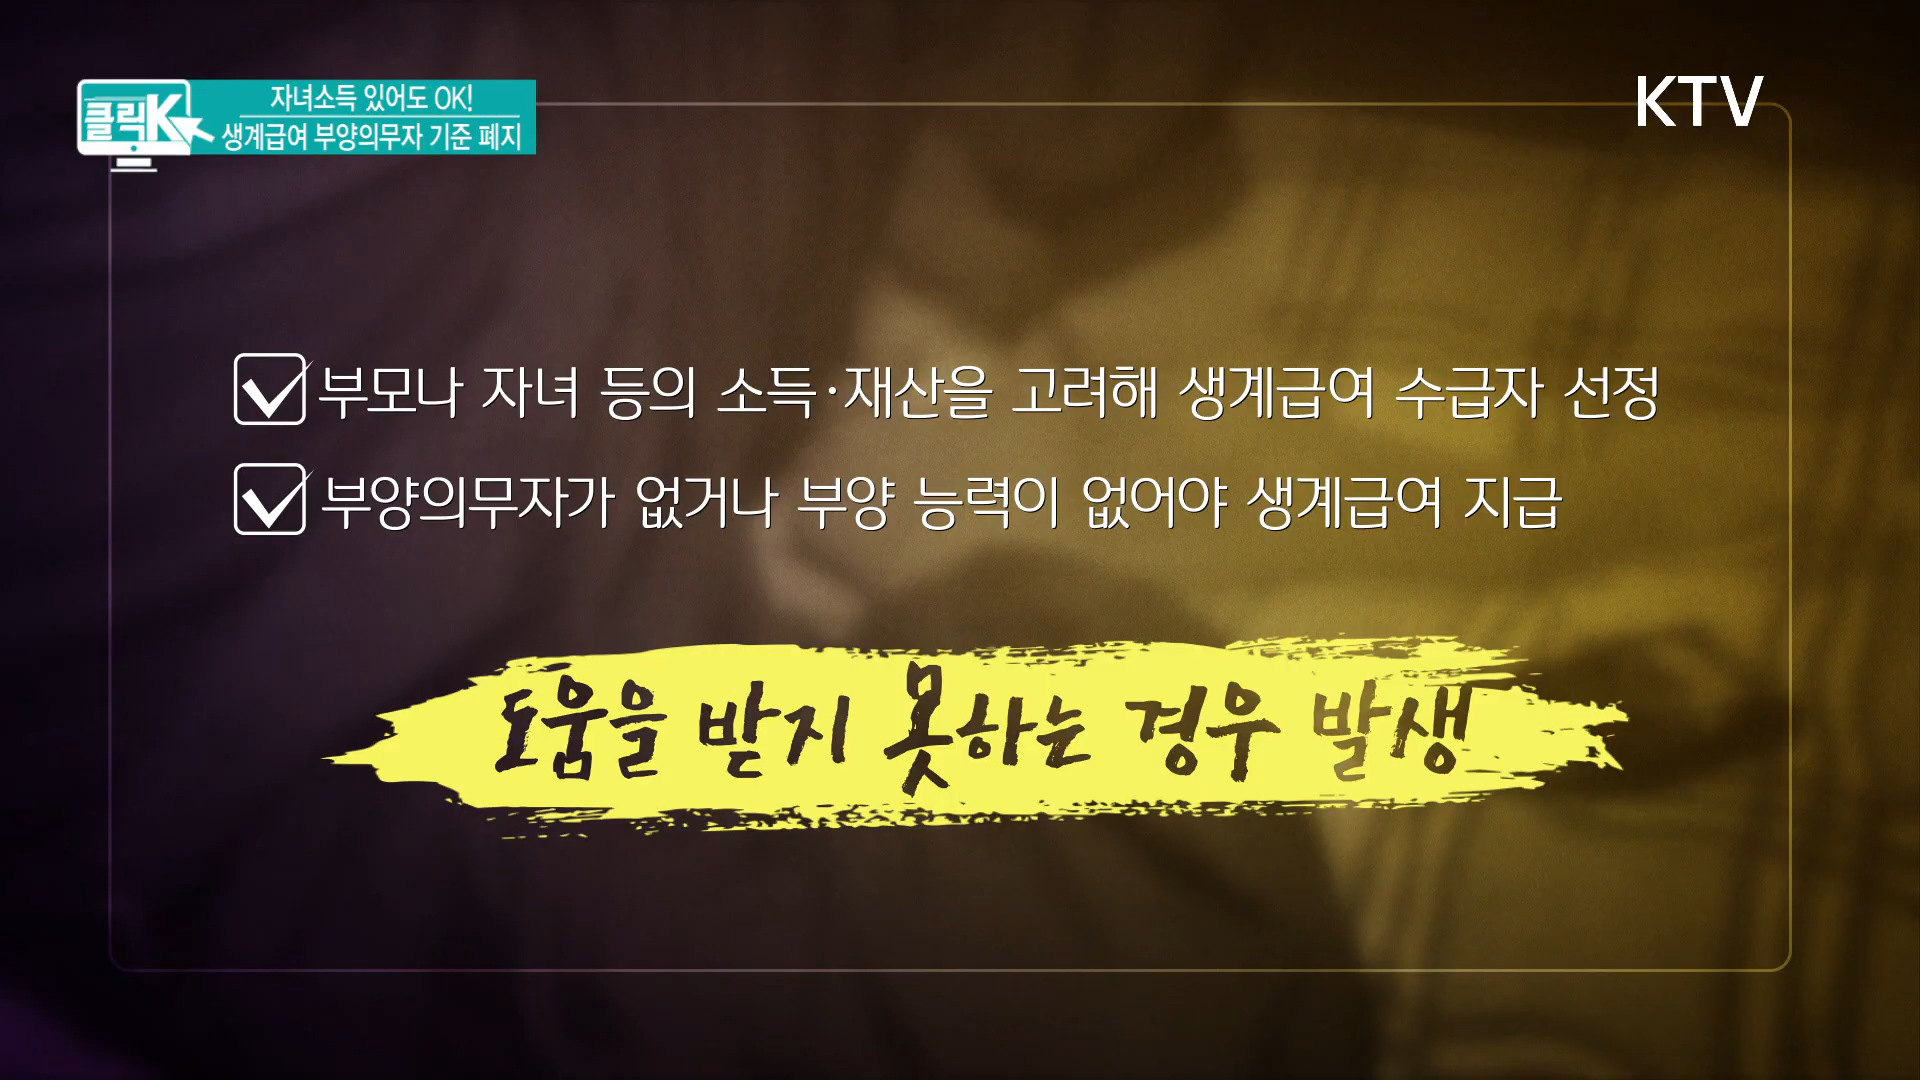 클릭K
자녀소득 있어도 OK!
생계급여 부양의무자 기준 폐지
KTV
부모나 자녀 등의 소득·재산을 고려해 생계급여 수급자 선정
부양의무자가 없거나 부양 능력이 없어야 생계급여 지급
도움을 받지 못하는 경우 발생